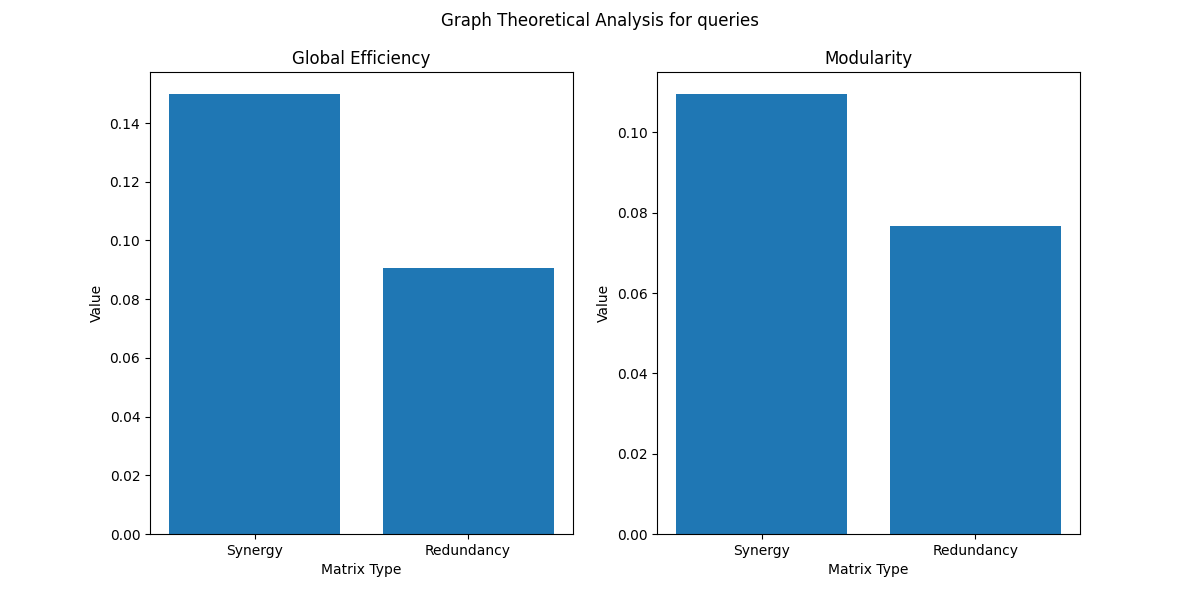 Graph Theoretical Analysis for queries
Global Efficiency
Value
0.14
0.12
0.10
0.08
0.06
0.04
0.02
0.00
Synergy
Redundancy
Matrix Type
Modularity
Value
0.10
0.08
0.06
0.04
0.02
0.00
Synergy
Redundancy
Matrix Type